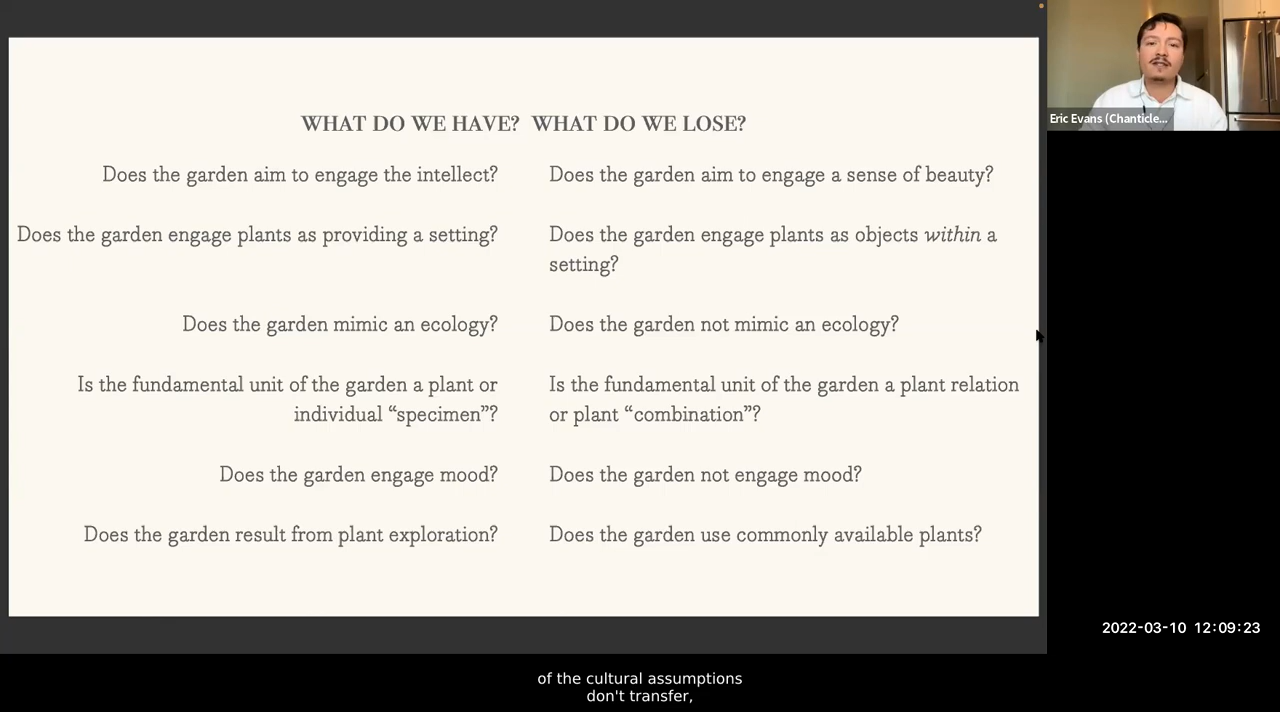 WHAT DO WE HAVE? WHAT DO WE LOSE?
Does the garden aim to engage the intellect?
Does the garden aim to engage a sense of beauty?
Does the garden engage plants as providing a setting?
Does the garden engage plants as objects within a
setting?
Does the garden mimic an ecology?
Does the garden not mimic an ecology?
Is the fundamental unit of the garden a plant or
individual “specimen”?
Is the fundamental unit of the garden a plant relation
or plant “combination”?
Does the garden engage mood?
Does the garden not engage mood?
Does the garden result from plant exploration?
Does the garden use commonly available plants?
Eric Evans (Chanticle...
2022-03-10 12:09:23
of the cultural assumptions
don't transfer,